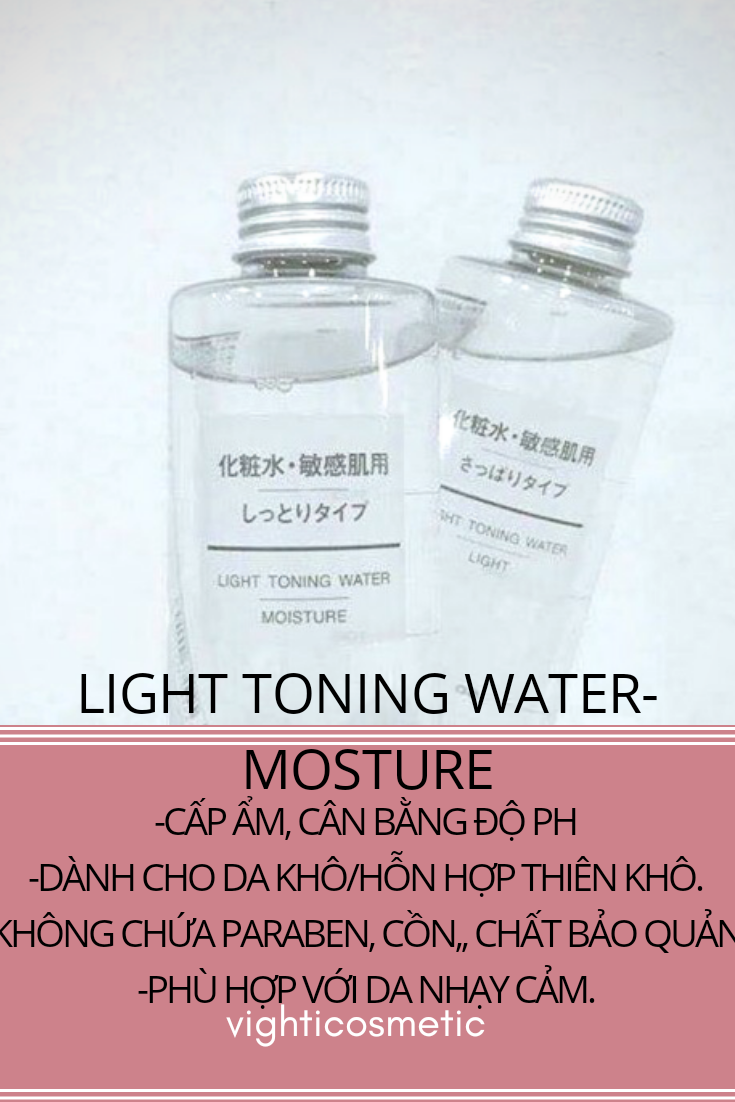 化粧水・敏感肌用
しっとりタイプ
LIGHT TONING WATER
MOISTURE
化粧水・敏感肌用
さっぱりタイプ
GHT TONING WATER
LIGHT
LIGHT TONING WATER-
MOSTURE
-CẤP ẨM, CÂN BẰNG ĐỘ PH
-DÀNH CHO DA KHÔ/HỖN HỢP THIÊN KHÔ.
KHÔNG CHỨA PARABEN, CỒN,, CHẤT BẢO QUẢN
-PHÙ HỢP VỚI DA NHẠY CẢM.
vighticosmetic